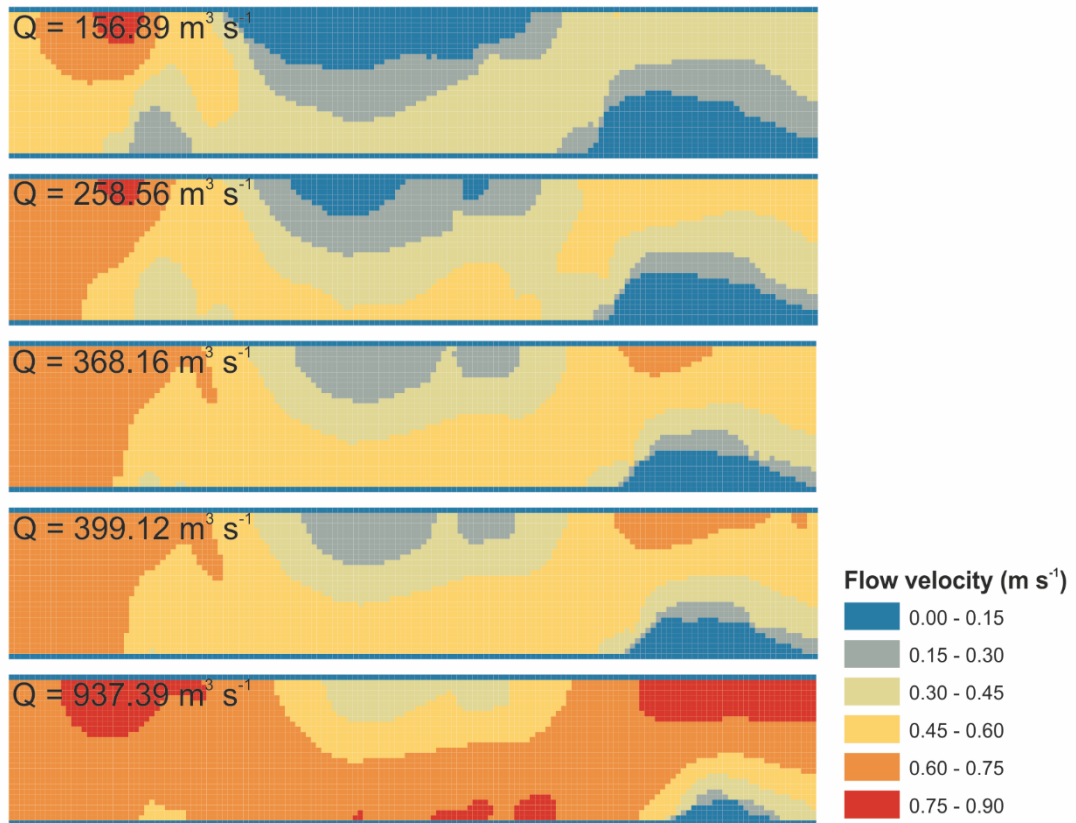 Q = 156.89 m³ s⁻¹
Q = 258.56 m³ s⁻¹
Q = 368.16 m³ s⁻¹
Q = 399.12 m³ s⁻¹
Q = 937.39 m³ s⁻¹
Flow velocity (m s⁻¹)
0.00 - 0.15
0.15 - 0.30
0.30 - 0.45
0.45 - 0.60
0.60 - 0.75
0.75 - 0.90